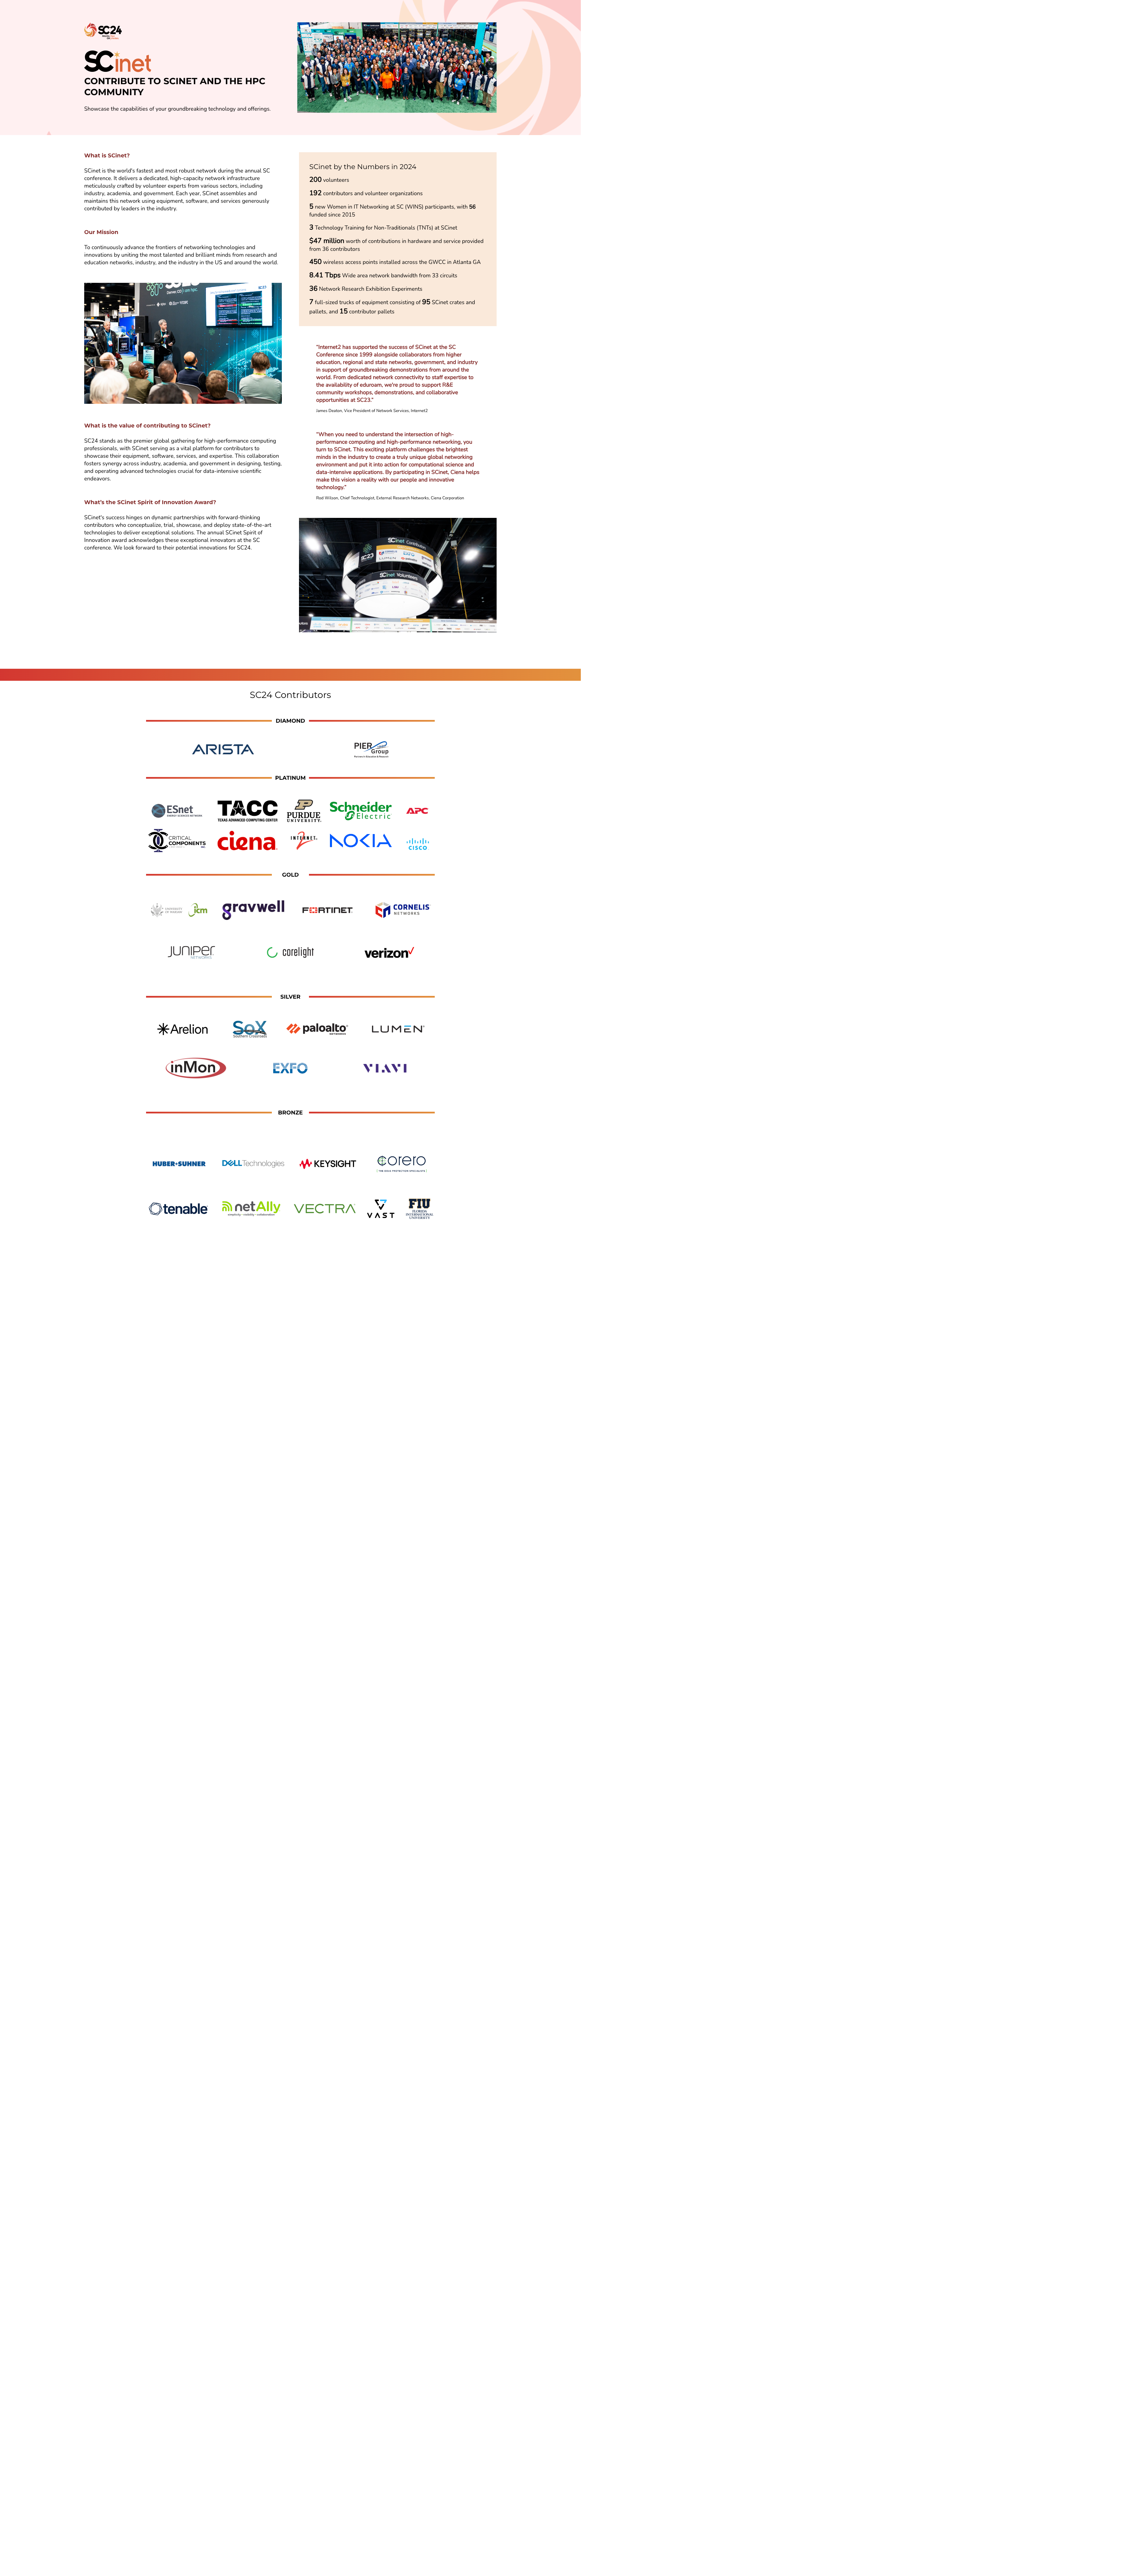 SC24
SCinet
CONTRIBUTE TO SCINET AND THE HPC
COMMUNITY
Showcase the capabilities of your groundbreaking technology and offerings.
What is SCinet?
SCinet is the world's fastest and most robust network during the annual SC
conference. It delivers a dedicated, high-capacity network infrastructure
meticulously crafted by volunteer experts from various sectors, including
industry, academia, and government. Each year, SCinet assembles and
maintains this network using equipment, software, and services generously
contributed by leaders in the industry.
Our Mission
To continuously advance the frontiers of networking technologies and
innovations by uniting the most talented and brilliant minds from research and
education networks, industry, and the industry in the US and around the world.
What is the value of contributing to SCinet?
SC24 stands as the premier global gathering for high-performance computing
professionals, with SCinet serving as a vital platform for contributors to
showcase their equipment, software, services, and expertise. This collaboration
fosters synergy across industry, academia, and government in designing, testing,
and operating advanced technologies crucial for data-intensive scientific
endeavors.
What's the SCinet Spirit of Innovation Award?
SCinet's success hinges on dynamic partnerships with forward-thinking
contributors who conceptualize, trial, showcase, and deploy state-of-the-art
technologies to deliver exceptional solutions. The annual SCinet Spirit of
Innovation award acknowledges these exceptional innovators at the SC
conference. We look forward to their potential innovations for SC24.
SCinet by the Numbers in 2024
200 volunteers
192 contributors and volunteer organizations
5 new Women in IT Networking at SC (WINS) participants, with 56
funded since 2015
3 Technology Training for Non-Traditionals (TNTs) at SCinet
$47 million worth of contributions in hardware and service provided
from 36 contributors
450 wireless access points installed across the GWCC in Atlanta GA
8.41 Tbps Wide area network bandwidth from 33 circuits
36 Network Research Exhibition Experiments
7 full-sized trucks of equipment consisting of 95 SCinet crates and
pallets, and 15 contributor pallets
"Internet2 has supported the success of SCinet at the SC
Conference since 1999 alongside collaborators from higher
education, regional and state networks, government, and industry
in support of groundbreaking demonstrations from around the
world. From dedicated network connectivity to staff expertise to
the availability of eduroam, we're proud to support R&E
community workshops, demonstrations, and collaborative
opportunities at SC23."
James Deaton, Vice President of Network Services, Internet2
"When you need to understand the intersection of high-
performance computing and high-performance networking, you
turn to SCinet. This exciting platform challenges the brightest
minds in the industry to create a truly unique global networking
environment and put it into action for computational science and
data-intensive applications. By participating in SCinet, Ciena helps
make this vision a reality with our people and innovative
technology."
Rod Wilson, Chief Technologist, External Research Networks, Ciena Corporation
SCinet Contributors
SC23
SCinet Volunteers
SC24 Contributors
DIAMOND
ARISTA
PIER Group
PLATINUM
ESnet
ENERGY SCIENCES NETWORK
TACC
TEXAS ADVANCED COMPUTING CENTER
PURDUE
UNIVERSITY
Schneider
Electric
APC
CRITICAL
COMPONENTS
ciena
INTERNET 2
NOKIA
CISCO
GOLD
UNIVERSITY
OF WARSAW
icm
gravwell
FORTINET
CORNELIS
NETWORKS
JUNIPER
NETWORKS
corelight
verizon
SILVER
Arelion
SoX
paloalto
NETWORKS
LUMEN
inMon
EXFO
VIAVI
BRONZE
HUBER+SUHNER
DELL Technologies
KEYSIGHT
corero
tenable
netAlly
simplicity • visibility • collaboration
VECTRA
VAST
FIU
FLORIDA
INTERNATIONAL
UNIVERSITY